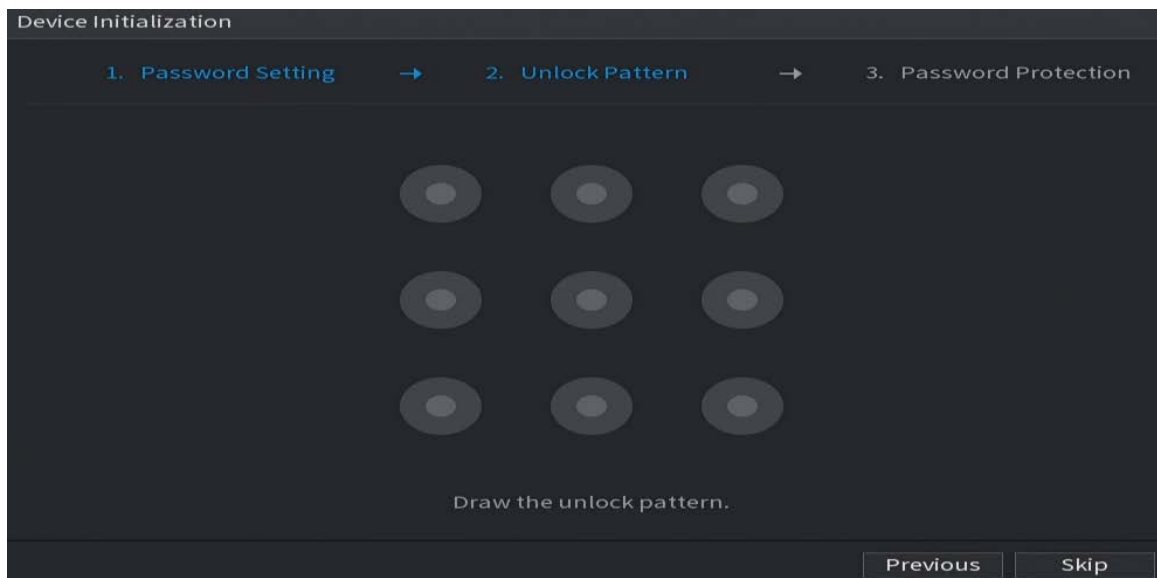 Device Initialization
1. Password Setting → 2. Unlock Pattern → 3. Password Protection
Draw the unlock pattern.
Previous Skip